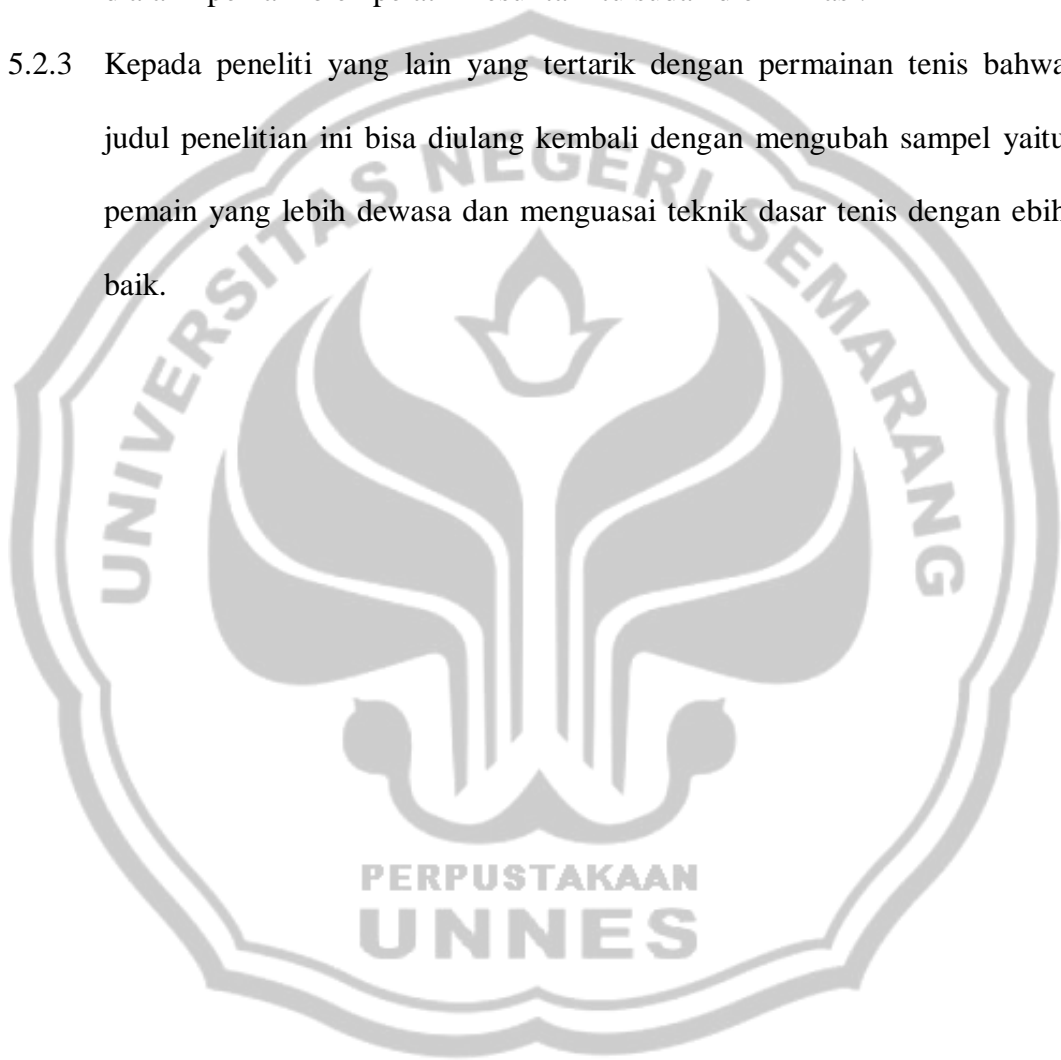 5.2.3 Kepada peneliti yang lain yang tertarik dengan permainan tenis bahwa
judul penelitian ini bisa diulang kembali dengan mengubah sampel yaitu
pemain yang lebih dewasa dan menguasai teknik dasar tenis dengan ebih
baik.
UNIVERSITAS NEGERI SEMARANG
PERPUSTAKAAN
UNNES